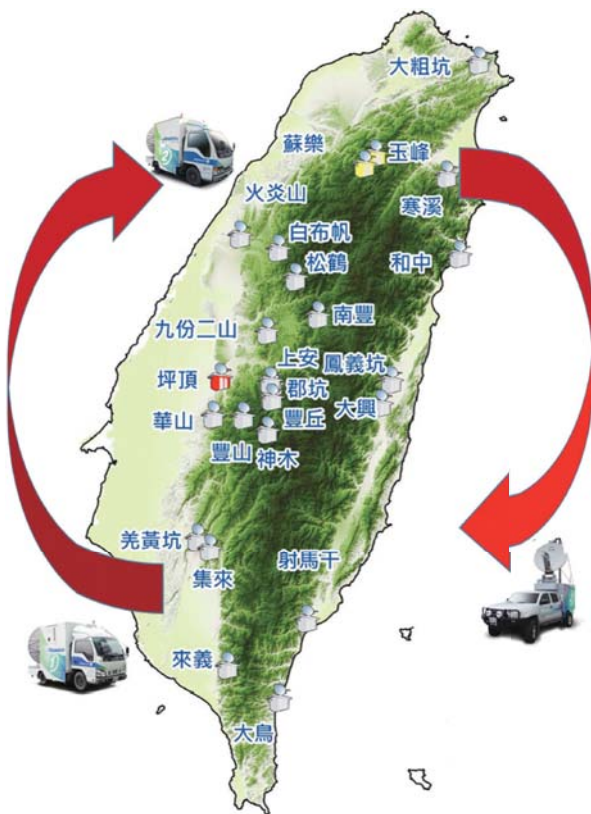 大粗坑
蘇樂
玉峰
火炎山
寒溪
白布帆
松鶴
和中
南豐
九份二山
上安
鳳義坑
坪頂
郡坑
大興
華山
豐丘
豐山
神木
羌黃坑
集來
射馬干
來義
大鳥